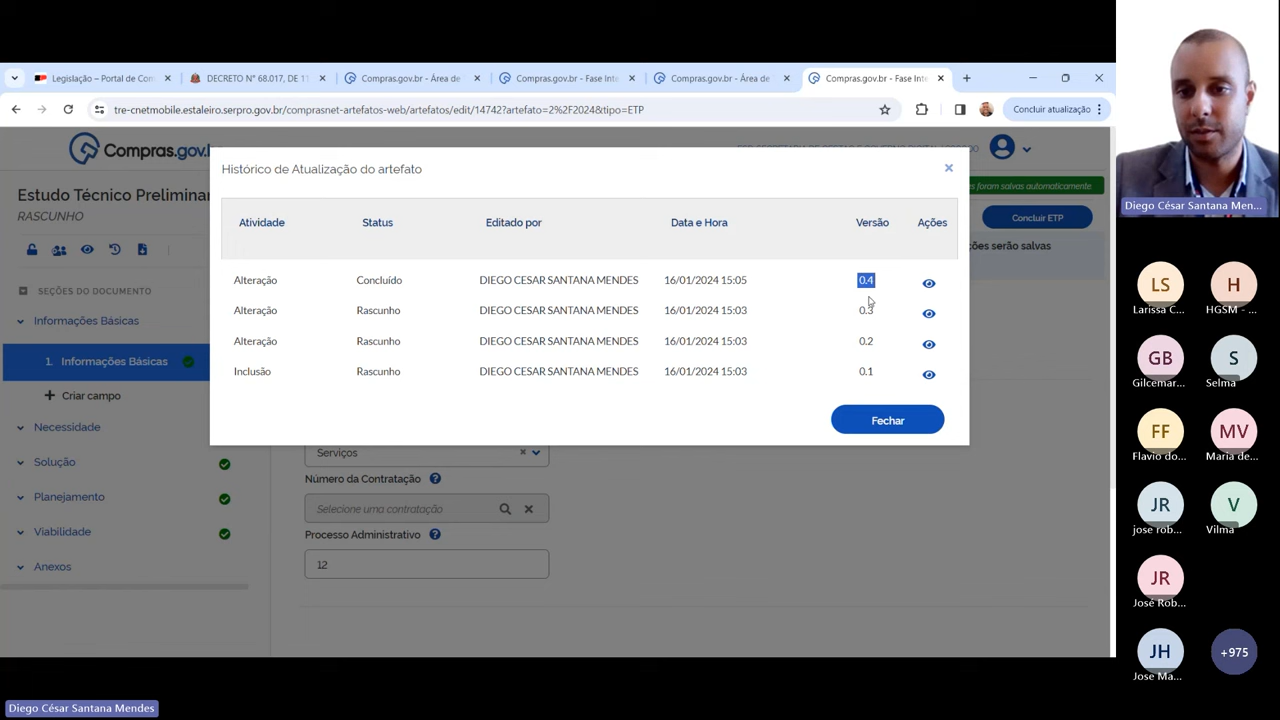 Legislação – Portal de Con
DECRETO N° 68.017, DE 11
Compras.gov.br - Área de
Compras.gov.br - Fase Inte
Compras.gov.br - Área de
Compras.gov.br - Fase Inte
tre-cnetmobile.estaleiro.serpro.gov.br/comprasnet-artefatos-web/artefatos/edit/14742?artefato=2%2F2024&tipo=ETP
Concluir atualização
Compras.gov.b
Estudo Técnico Preliminar
RASCUNHO
s foram salvas automaticamente
Concluir ETP
ções serão salvas
SEÇÕES DO DOCUMENTO
Informações Básicas
1. Informações Básicas
Criar campo
Necessidade
Solução
Planejamento
Viabilidade
Anexos
Histórico de Atualização do artefato
Atividade Status Editado por Data e Hora Versão Ações
Alteração Concluído DIEGO CESAR SANTANA MENDES 16/01/2024 15:05 0.4
Alteração Rascunho DIEGO CESAR SANTANA MENDES 16/01/2024 15:03 0.3
Alteração Rascunho DIEGO CESAR SANTANA MENDES 16/01/2024 15:03 0.2
Inclusão Rascunho DIEGO CESAR SANTANA MENDES 16/01/2024 15:03 0.1
Fechar
Serviços
Número da Contratação
Selecione uma contratação
Processo Administrativo
12
Diego César Santana Men...
LS
Larissa C...
H
HGSM - ...
GB
Gilcemar...
S
Selma
FF
Flavio do...
MV
Maria de...
JR
jose rob...
V
Vilma
JR
José Rob...
JH
Jose Ma...
+975
Diego César Santana Mendes